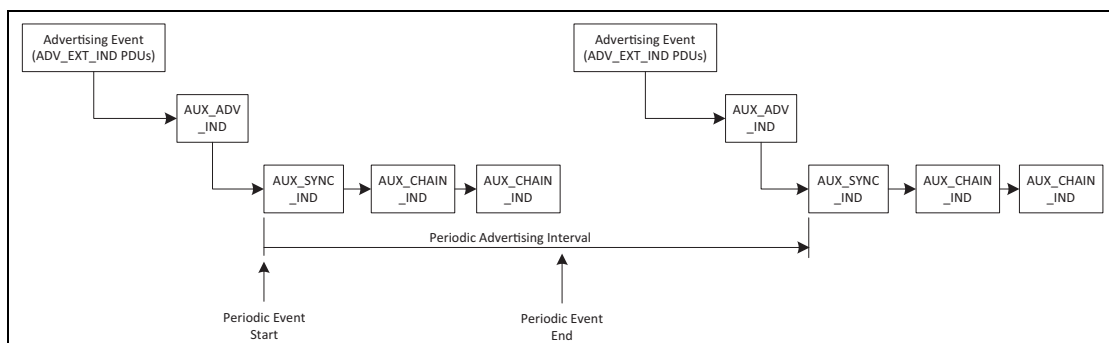 Advertising Event
(ADV_EXT_IND PDUs)
Advertising Event
(ADV_EXT_IND PDUs)
AUX_ADV
_IND
AUX_ADV
_IND
AUX_SYNC
_IND
AUX_CHAIN
_IND
AUX_CHAIN
_IND
AUX_SYNC
_IND
AUX_CHAIN
_IND
AUX_CHAIN
_IND
Periodic Advertising Interval
Periodic Event
Start
Periodic Event
End